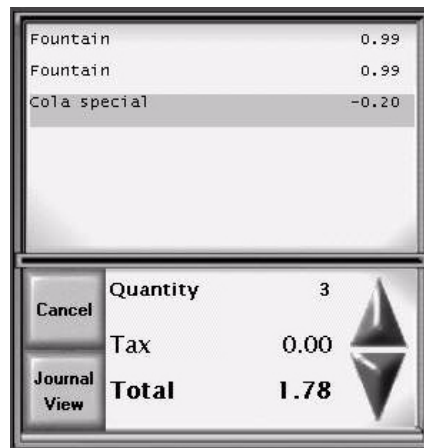 Fountain 0.99
Fountain 0.99
Cola special -0.20
Quantity 3
Cancel
Tax 0.00
Journal View
Total 1.78